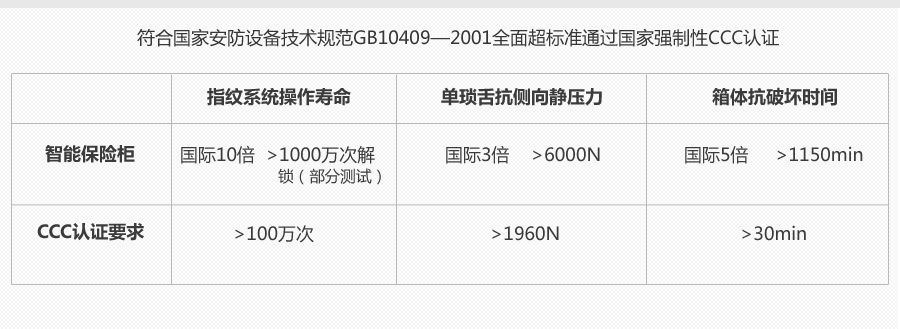 符合国家安防设备技术规范GB10409—2001全面超标准通过国家强制性CCC认证
指纹系统操作寿命 单琐舌抗侧向静压力 箱体抗破坏时间
智能保险柜 国际10倍 >1000万次解 国际3倍 >6000N 国际5倍 >1150min
锁（部分测试）
CCC认证要求 >100万次 >1960N >30min